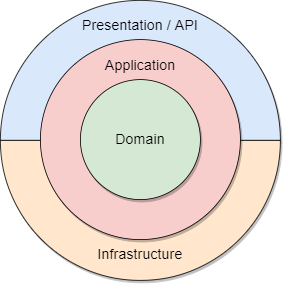 Presentation / API
Application
Domain
Infrastructure